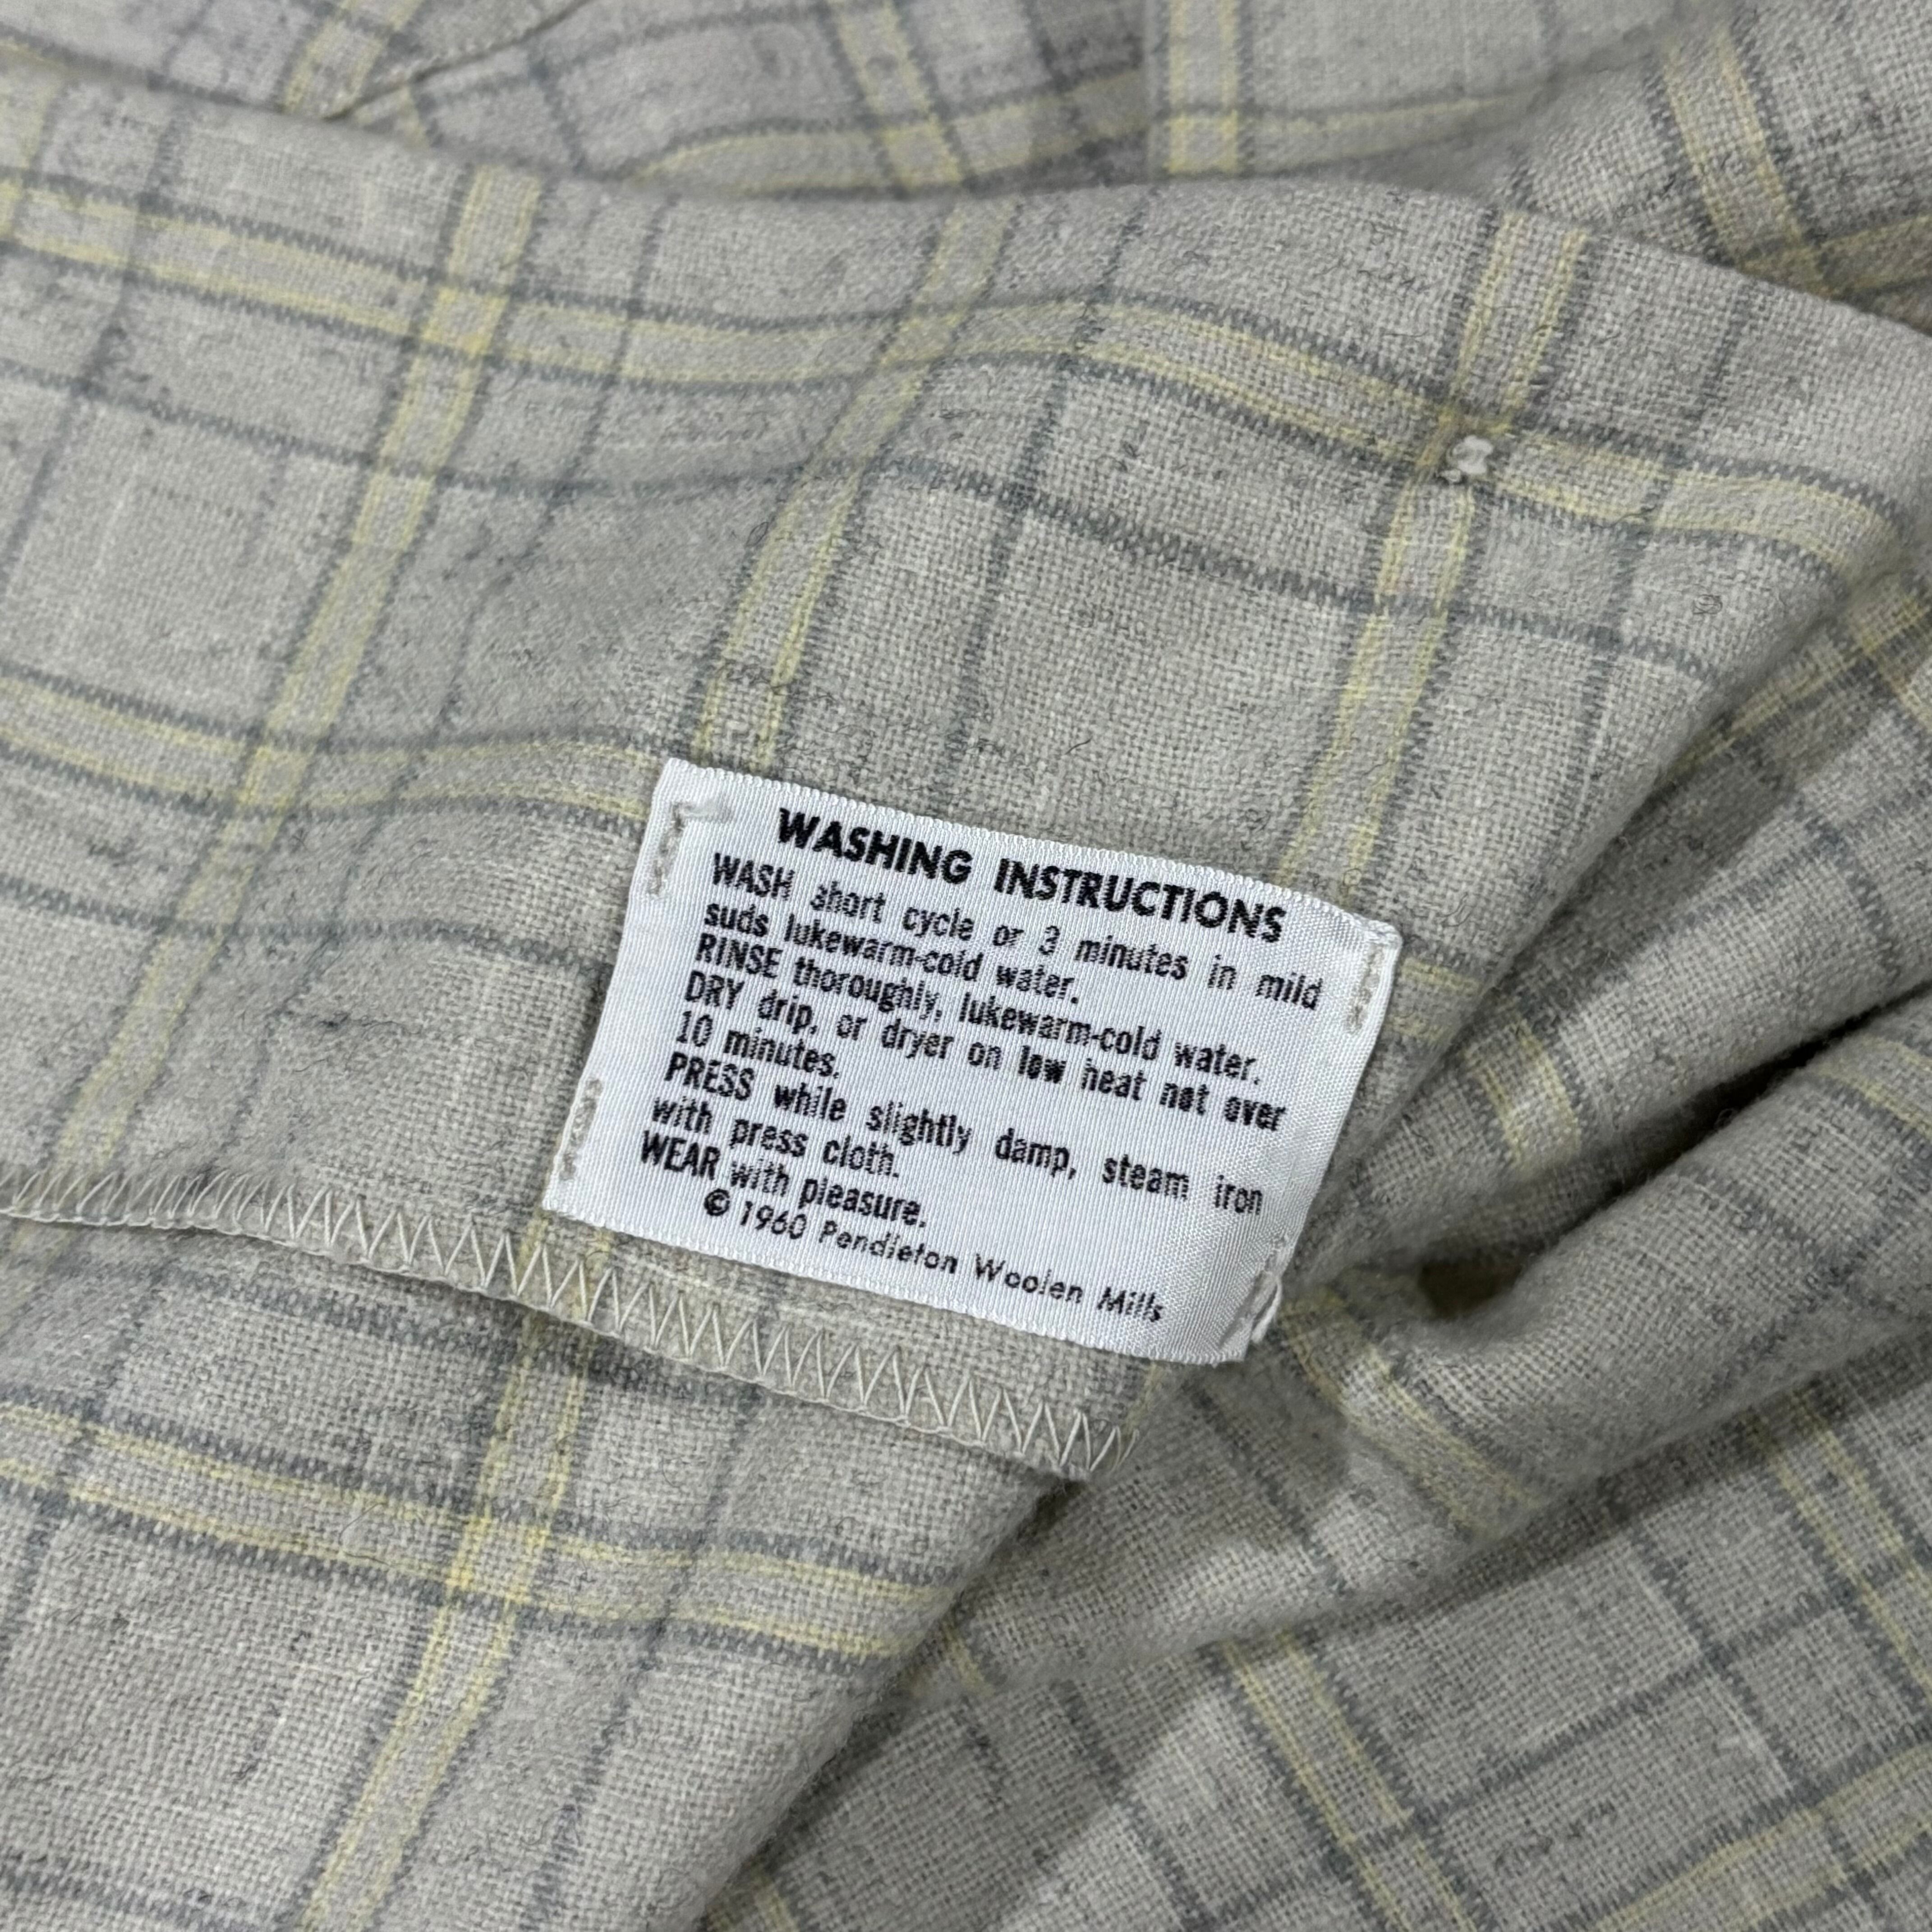 WASHING INSTRUCTIONS
WASH short cycle or 3 minutes in mild
suds lukewarm-cold water.
RINSE thoroughly, lukewarm-cold water.
DRY drip, or dryer on low heat not over
10 minutes.
PRESS while slightly damp, steam iron
with press cloth.
WEAR with pleasure.
© 1960 Pendleton Woolen Mills